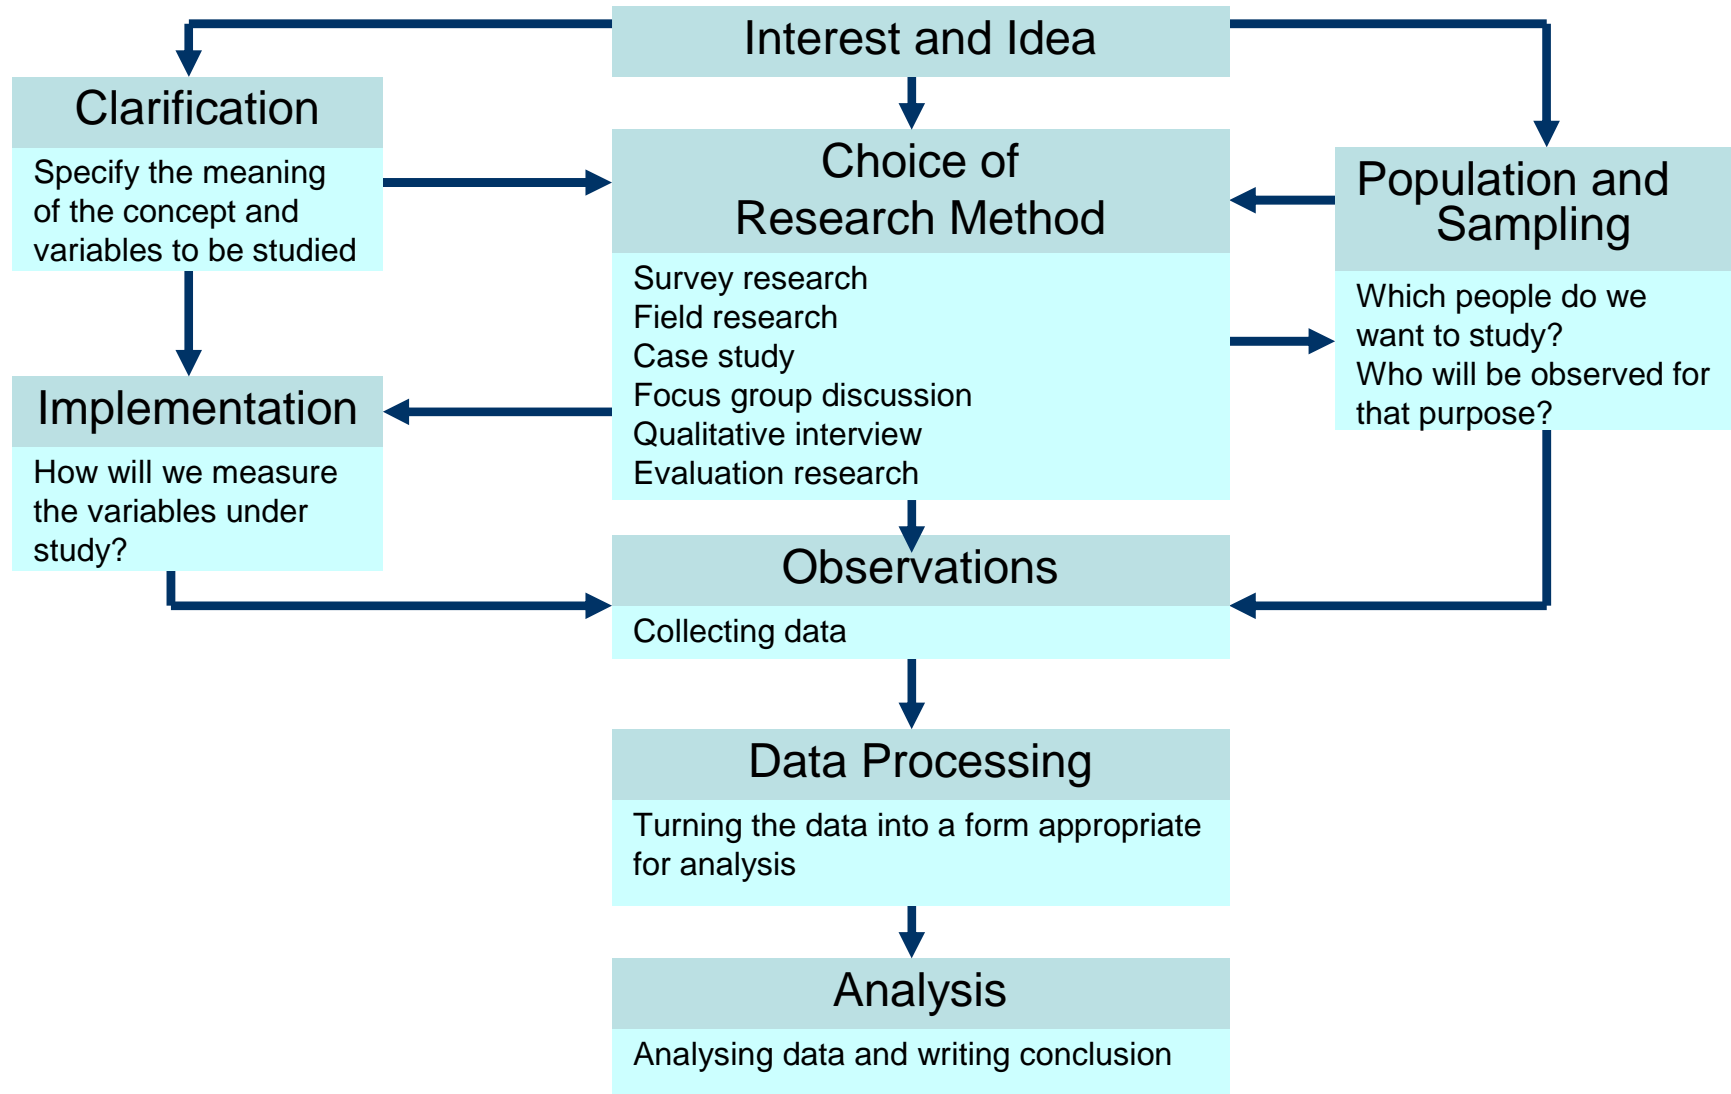 Interest and Idea
Clarification
Specify the meaning
of the concept and
variables to be studied
Choice of
Research Method
Survey research
Field research
Case study
Focus group discussion
Qualitative interview
Evaluation research
Population and
Sampling
Which people do we
want to study?
Who will be observed for
that purpose?
Implementation
How will we measure
the variables under
study?
Observations
Collecting data
Data Processing
Turning the data into a form appropriate
for analysis
Analysis
Analysing data and writing conclusion